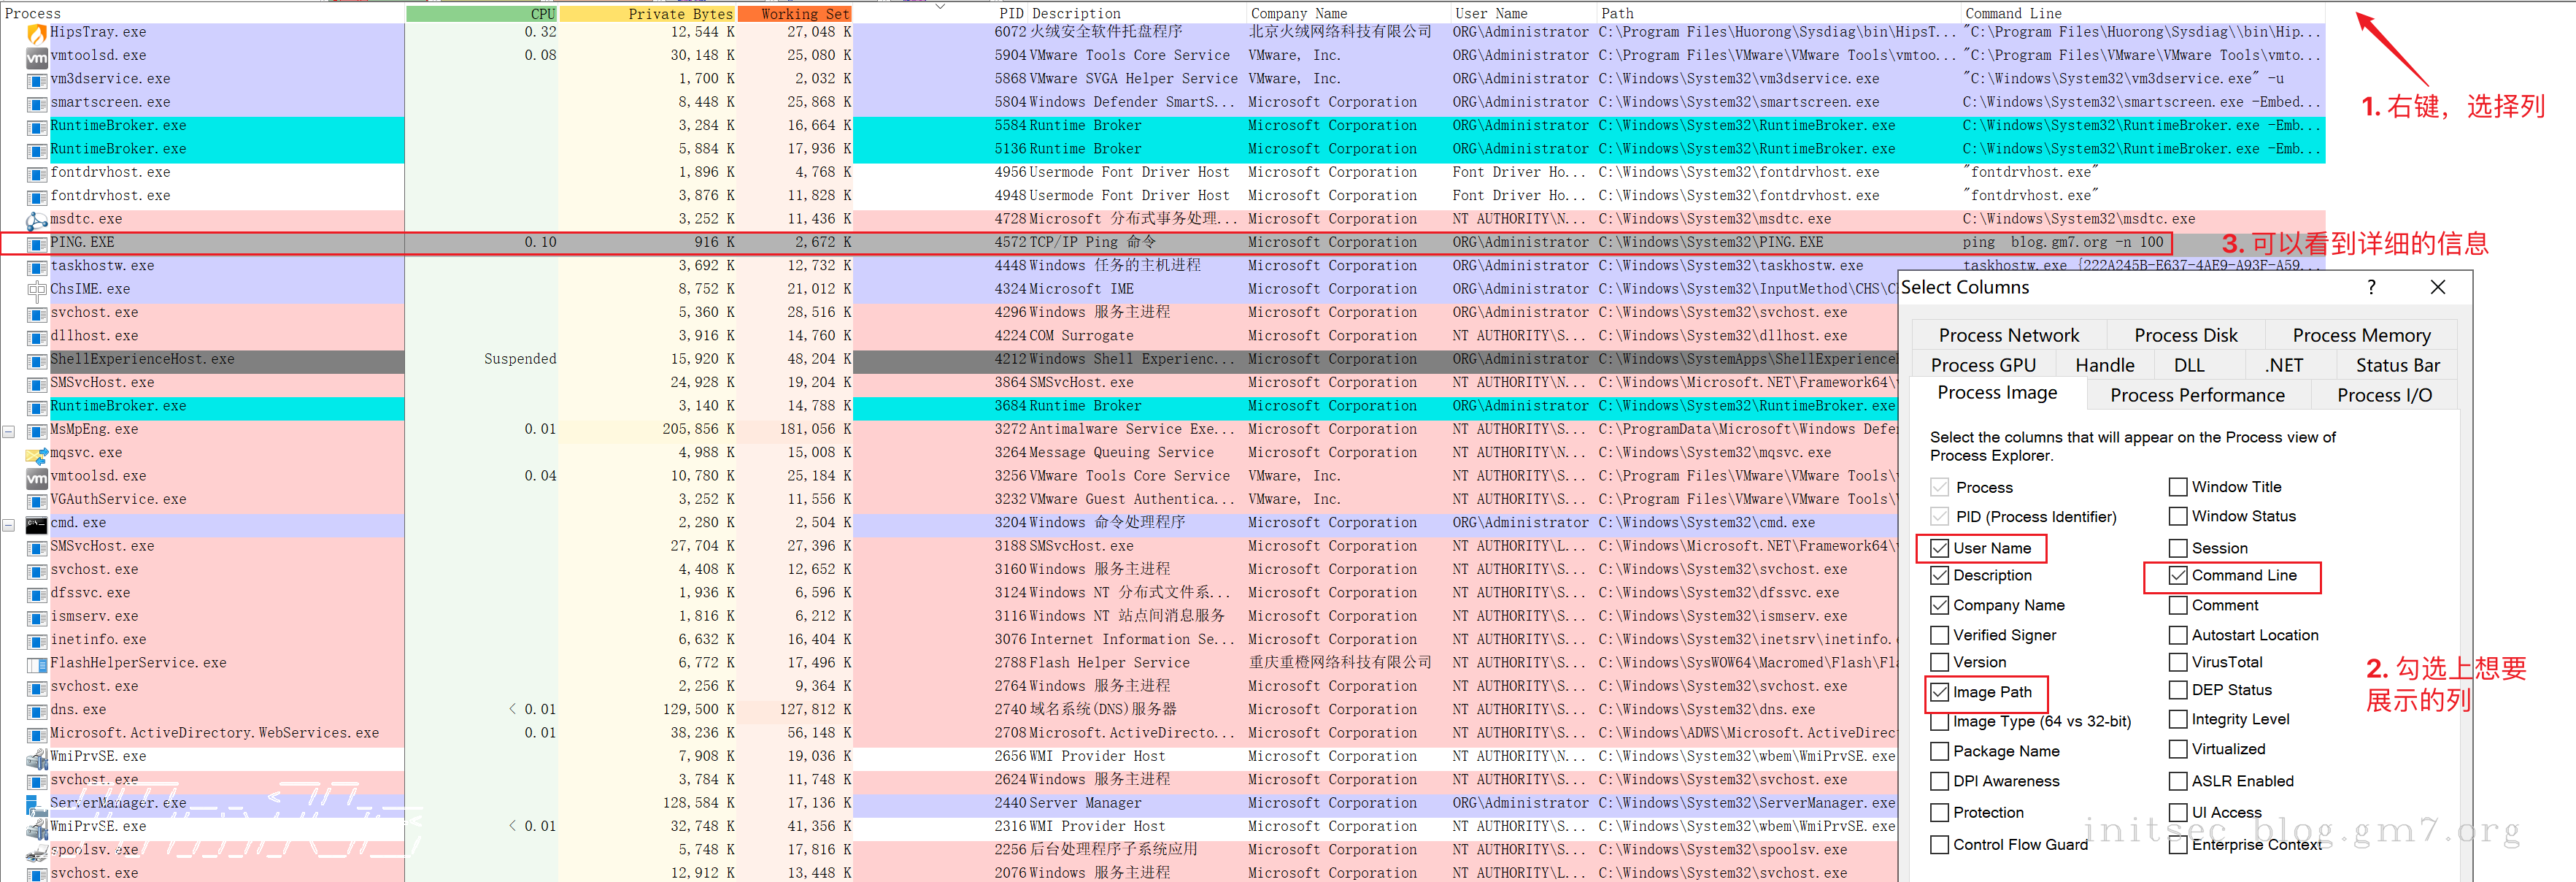 Process CPU Private Bytes Working Set PID Description Company Name User Name Path Command Line
HipsTray.exe 0.32 12,544 K 27,048 K 6072 火绒安全软件托盘程序 北京火绒网络科技有限公司 ORG\Administrator C:\Program Files\Huorong\Sysdiag\bin\HipsT... "C:\Program Files\Huorong\Sysdiag\\bin\Hip...
vmtoolsd.exe 0.08 30,148 K 25,080 K 5904 VMware Tools Core Service VMware, Inc. ORG\Administrator C:\Program Files\VMware\VMware Tools\vmtoo... "C:\Program Files\VMware\VMware Tools\vmto...
vm3dservice.exe 1,700 K 2,032 K 5868 VMware SVGA Helper Service VMware, Inc. ORG\Administrator C:\Windows\System32\vm3dservice.exe "C:\Windows\System32\vm3dservice.exe" -u
smartscreen.exe 8,448 K 25,868 K 5804 Windows Defender SmartS... Microsoft Corporation ORG\Administrator C:\Windows\System32\smartscreen.exe C:\Windows\System32\smartscreen.exe -Embed...
1. 右键，选择列
RuntimeBroker.exe 3,284 K 16,664 K 5584 Runtime Broker Microsoft Corporation ORG\Administrator C:\Windows\System32\RuntimeBroker.exe C:\Windows\System32\RuntimeBroker.exe -Emb...
RuntimeBroker.exe 5,884 K 17,936 K 5136 Runtime Broker Microsoft Corporation ORG\Administrator C:\Windows\System32\RuntimeBroker.exe C:\Windows\System32\RuntimeBroker.exe -Emb...
fontdrvhost.exe 1,896 K 4,768 K 4956 Usermode Font Driver Host Microsoft Corporation Font Driver Ho... C:\Windows\System32\fontdrvhost.exe "fontdrvhost.exe"
fontdrvhost.exe 3,876 K 11,828 K 4948 Usermode Font Driver Host Microsoft Corporation Font Driver Ho... C:\Windows\System32\fontdrvhost.exe "fontdrvhost.exe"
msdtc.exe 3,252 K 11,436 K 4728 Microsoft 分布式事务处理... Microsoft Corporation NT AUTHORITY\N... C:\Windows\System32\msdtc.exe C:\Windows\System32\msdtc.exe
PING.EXE 0.10 916 K 2,672 K 4572 TCP/IP Ping 命令 Microsoft Corporation ORG\Administrator C:\Windows\System32\PING.EXE ping blog.gm7.org -n 100
3. 可以看到详细的信息
taskhostw.exe 3,692 K 12,732 K 4448 Windows 任务的主机进程 Microsoft Corporation ORG\Administrator C:\Windows\System32\taskhostw.exe taskhostw.exe {222A245B-E637-4AE9-A93F-A59...
ChsIME.exe 8,752 K 21,012 K 4324 Microsoft IME Microsoft Corporation ORG\Administrator C:\Windows\System32\InputMethod\CHS\C
svchost.exe 5,360 K 28,516 K 4296 Windows 服务主进程 Microsoft Corporation ORG\Administrator C:\Windows\System32\svchost.exe
dllhost.exe 3,916 K 14,760 K 4224 COM Surrogate Microsoft Corporation NT AUTHORITY\S... C:\Windows\System32\dllhost.exe
ShellExperienceHost.exe Suspended 15,920 K 48,204 K 4212 Windows Shell Experienc... Microsoft Corporation ORG\Administrator C:\Windows\SystemApps\ShellExperience
SMSvcHost.exe 24,928 K 19,204 K 3864 SMSvcHost.exe Microsoft Corporation NT AUTHORITY\N... C:\Windows\Microsoft.NET\Framework64\
RuntimeBroker.exe 3,140 K 14,788 K 3684 Runtime Broker Microsoft Corporation ORG\Administrator C:\Windows\System32\RuntimeBroker.exe
MsMpEng.exe 0.01 205,856 K 181,056 K 3272 Antimalware Service Exe... Microsoft Corporation NT AUTHORITY\S... C:\ProgramData\Microsoft\Windows Defen
mqsvc.exe 4,988 K 15,008 K 3264 Message Queuing Service Microsoft Corporation NT AUTHORITY\N... C:\Windows\System32\mqsvc.exe
vmtoolsd.exe 0.04 10,780 K 25,184 K 3256 VMware Tools Core Service VMware, Inc. NT AUTHORITY\S... C:\Program Files\VMware\VMware Tools\
VGAuthService.exe 3,252 K 11,556 K 3232 VMware Guest Authentica... VMware, Inc. NT AUTHORITY\S... C:\Program Files\VMware\VMware Tools\
cmd.exe 2,280 K 2,504 K 3204 Windows 命令处理程序 Microsoft Corporation ORG\Administrator C:\Windows\System32\cmd.exe
SMSvcHost.exe 27,704 K 27,396 K 3188 SMSvcHost.exe Microsoft Corporation NT AUTHORITY\L... C:\Windows\Microsoft.NET\Framework64\
svchost.exe 4,408 K 12,652 K 3160 Windows 服务主进程 Microsoft Corporation NT AUTHORITY\S... C:\Windows\System32\svchost.exe
dfssvc.exe 1,936 K 6,596 K 3124 Windows NT 分布式文件系... Microsoft Corporation NT AUTHORITY\S... C:\Windows\System32\dfssvc.exe
ismserv.exe 1,816 K 6,212 K 3116 Windows NT 站点间消息服务 Microsoft Corporation NT AUTHORITY\S... C:\Windows\System32\ismserv.exe
inetinfo.exe 6,632 K 16,404 K 3076 Internet Information Se... Microsoft Corporation NT AUTHORITY\S... C:\Windows\System32\inetsrv\inetinfo.
FlashHelperService.exe 6,772 K 17,496 K 2788 Flash Helper Service 重庆重橙网络科技有限公司 NT AUTHORITY\S... C:\Windows\SysWOW64\Macromed\Flash\Fla
svchost.exe 2,256 K 9,364 K 2764 Windows 服务主进程 Microsoft Corporation NT AUTHORITY\S... C:\Windows\System32\svchost.exe
dns.exe < 0.01 129,500 K 127,812 K 2740 域名系统(DNS)服务器 Microsoft Corporation NT AUTHORITY\S... C:\Windows\System32\dns.exe
Microsoft.ActiveDirectory.WebServices.exe 0.01 38,236 K 56,148 K 2708 Microsoft.ActiveDirecto... Microsoft Corporation NT AUTHORITY\S... C:\Windows\ADWS\Microsoft.ActiveDirect
WmiPrvSE.exe 7,908 K 19,036 K 2656 WMI Provider Host Microsoft Corporation NT AUTHORITY\S... C:\Windows\System32\wbem\WmiPrvSE.exe
svchost.exe 3,784 K 11,748 K 2624 Windows 服务主进程 Microsoft Corporation NT AUTHORITY\S... C:\Windows\System32\svchost.exe
ServerManager.exe 128,584 K 17,136 K 2440 Server Manager Microsoft Corporation ORG\Administrator C:\Windows\System32\ServerManager.exe
WmiPrvSE.exe < 0.01 32,748 K 41,356 K 2316 WMI Provider Host Microsoft Corporation NT AUTHORITY\S... C:\Windows\System32\wbem\WmiPrvSE.exe
spoolsv.exe 5,748 K 17,816 K 2256 后台处理程序子系统应用 Microsoft Corporation NT AUTHORITY\S... C:\Windows\System32\spoolsv.exe
svchost.exe 12,912 K 13,448 K 2076 Windows 服务主进程 Microsoft Corporation NT AUTHORITY\S... C:\Windows\System32\svchost.exe
Select Columns ?
Process Network Process Disk Process Memory
Process GPU Handle DLL .NET Status Bar
Process Image Process Performance Process I/O
Select the columns that will appear on the Process view of
Process Explorer.
Process Window Title
PID (Process Identifier) Window Status
User Name Session
Description Command Line
Company Name Comment
Verified Signer Autostart Location
Version VirusTotal
Image Path DEP Status
Image Type (64 vs 32-bit) Integrity Level
Package Name Virtualized
DPI Awareness ASLR Enabled
Protection UI Access
Control Flow Guard Enterprise Context
2. 勾选上想要
展示的列
initsec blog.gm7.org